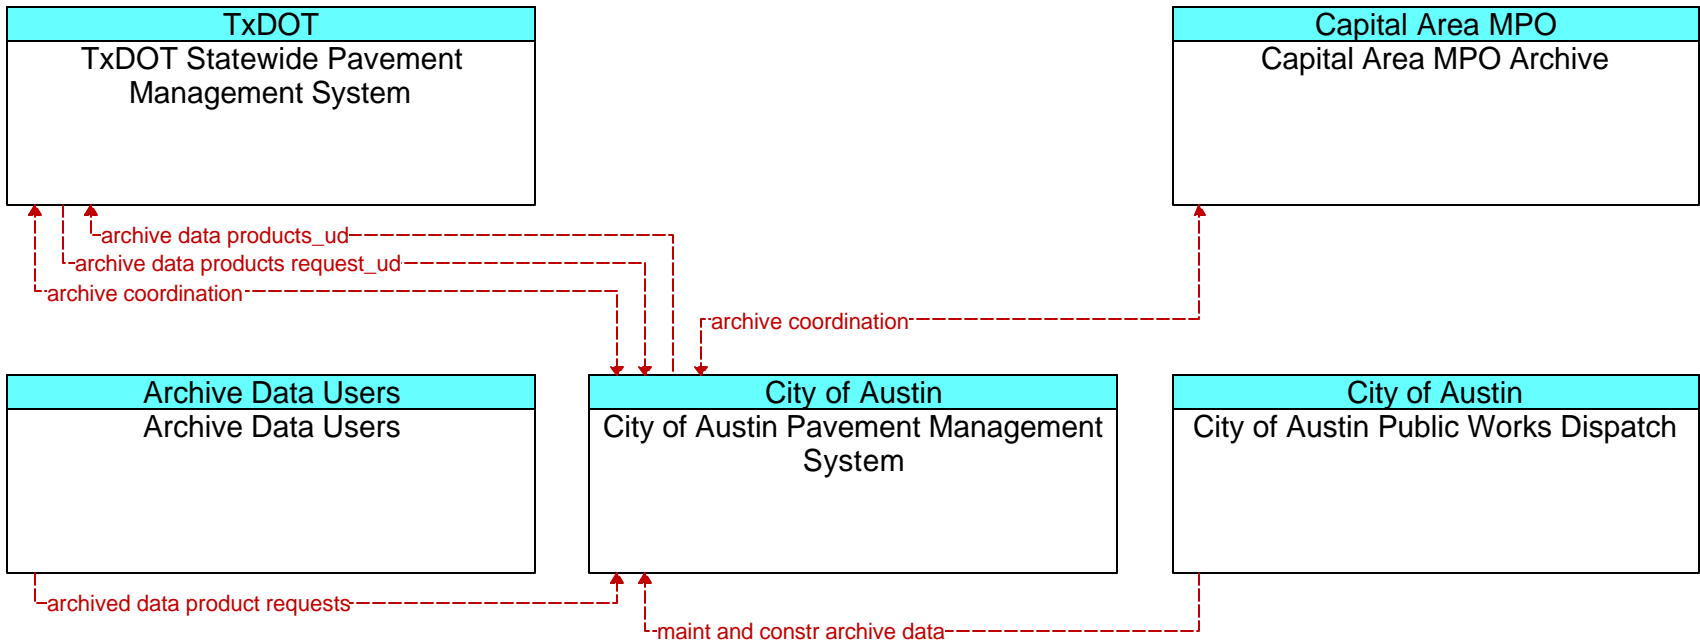 TxDOT
TxDOT Statewide Pavement
Management System
Capital Area MPO
Capital Area MPO Archive
archive data products_ud
archive data products request_ud
archive coordination
archive coordination
Archive Data Users
Archive Data Users
City of Austin
City of Austin Pavement Management
System
City of Austin
City of Austin Public Works Dispatch
archived data product requests
maint and constr archive data